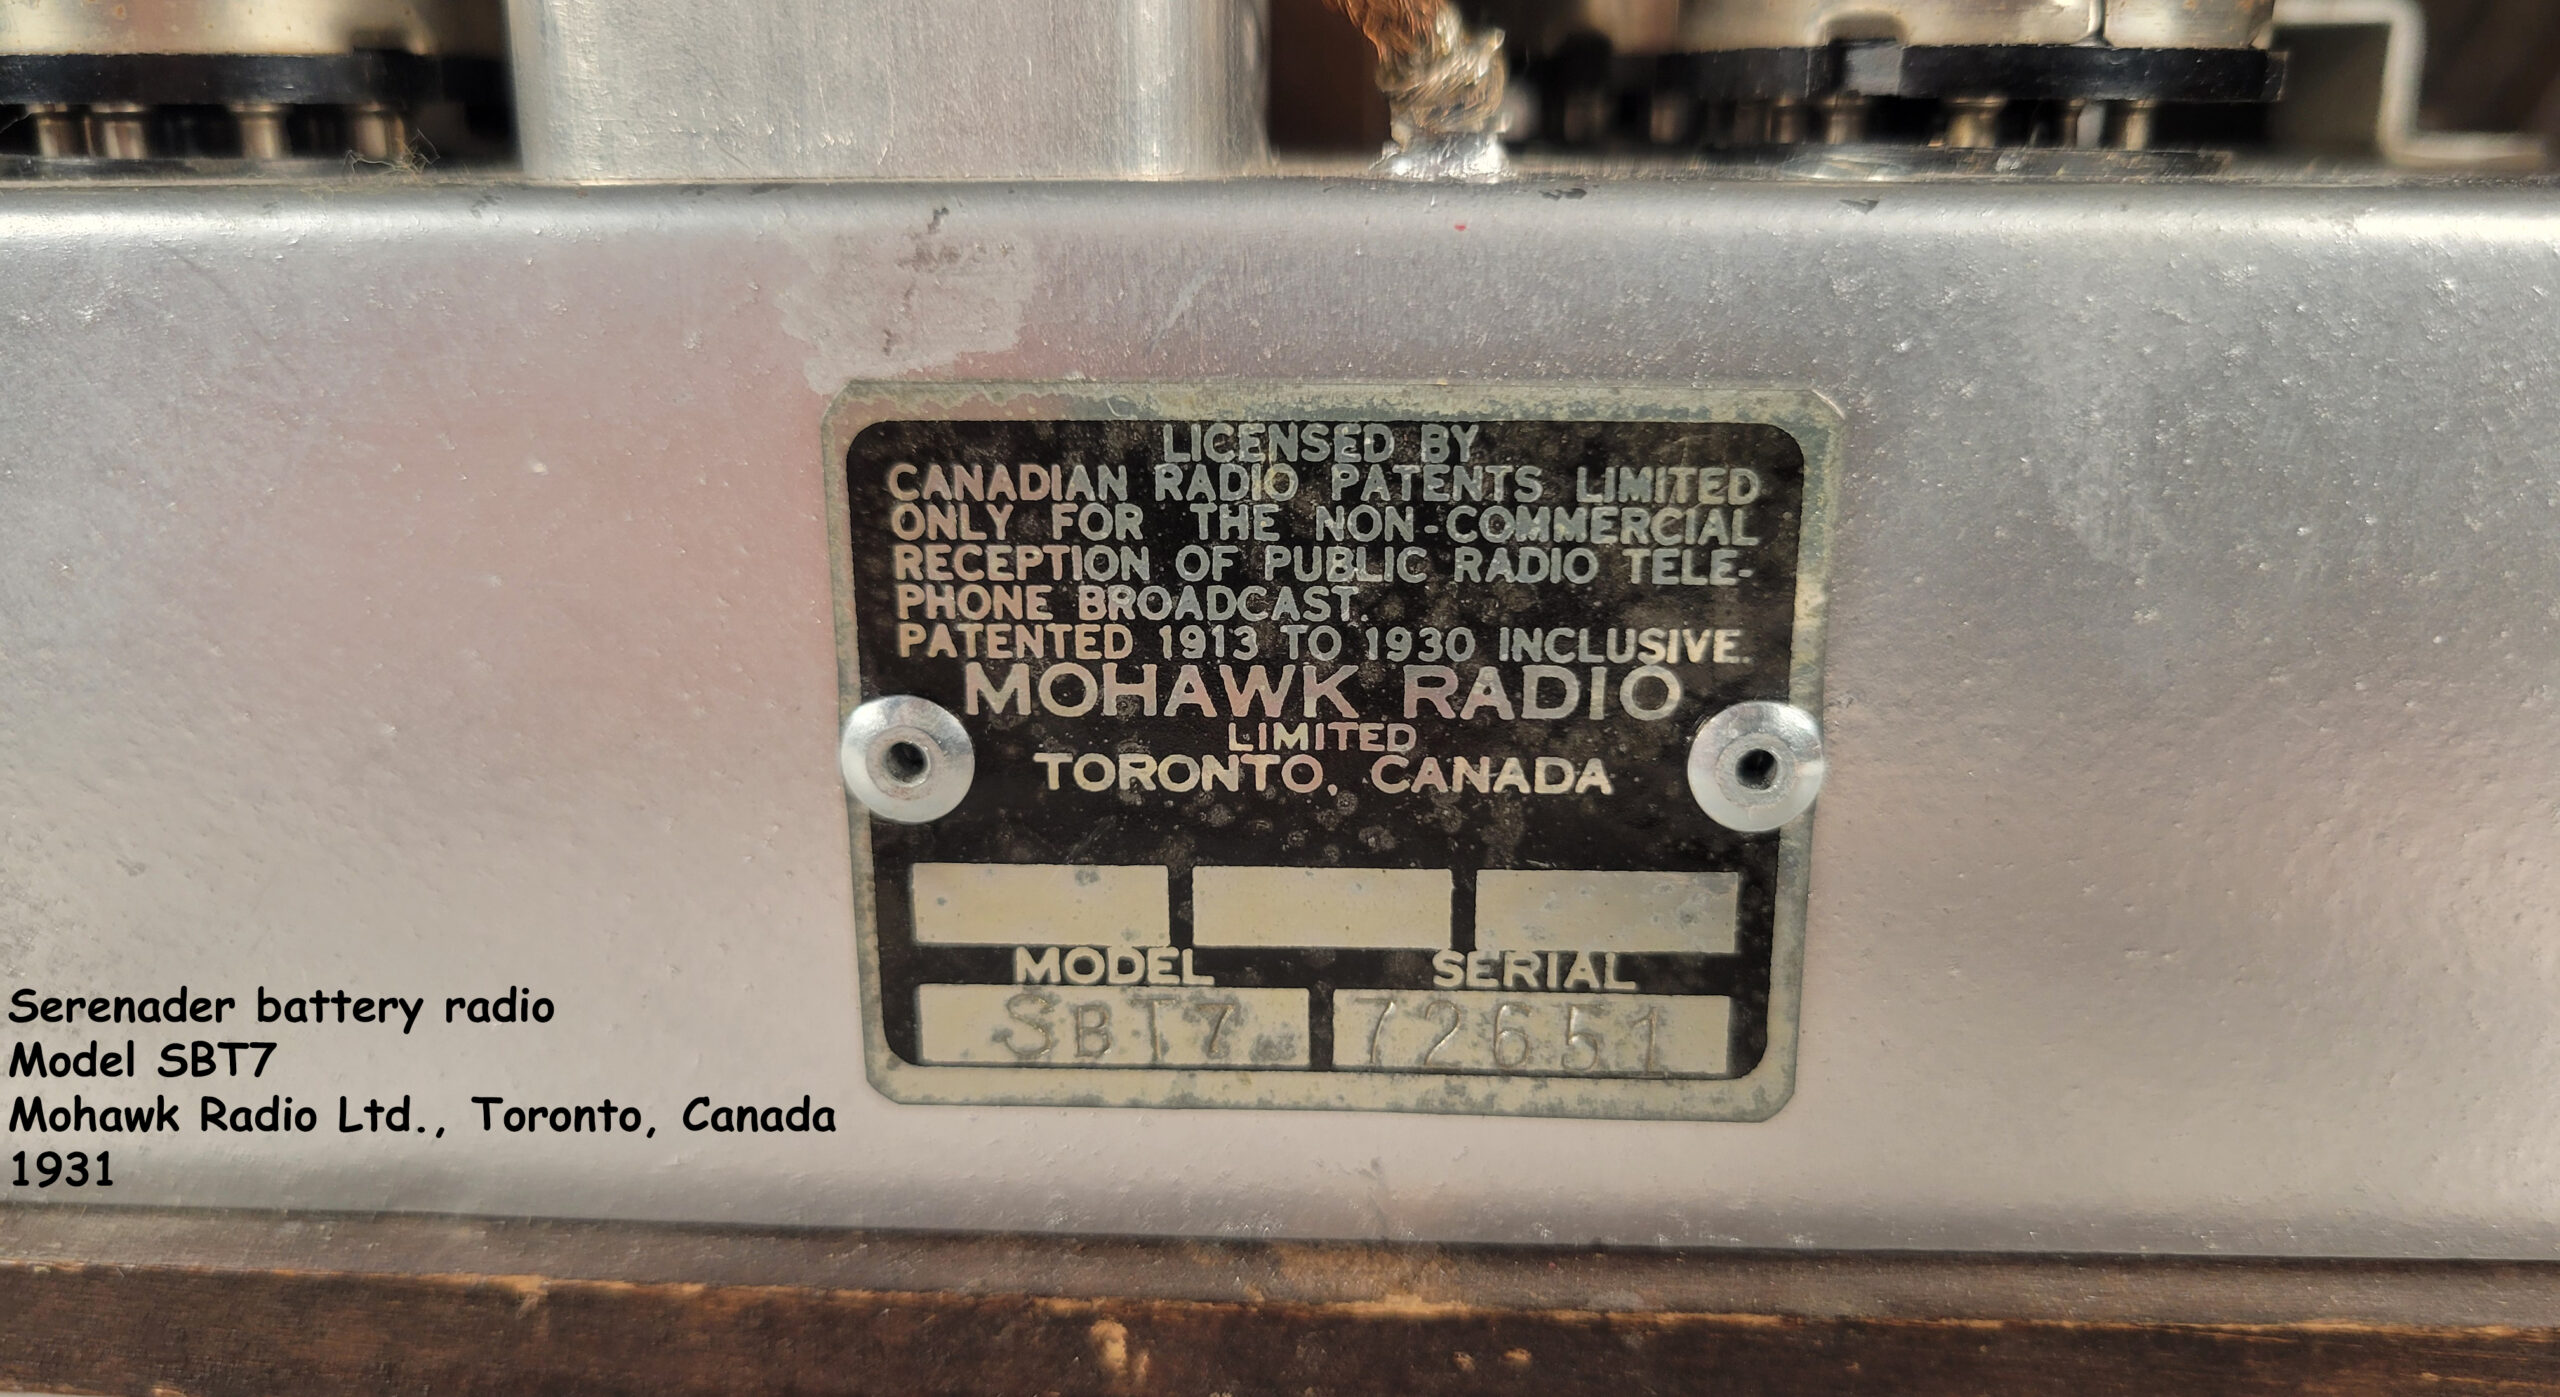 LICENSED BY
CANADIAN RADIO PATENTS LIMITED
ONLY FOR THE NON-COMMERCIAL
RECEPTION OF PUBLIC RADIO TELE-
PHONE BROADCAST.
PATENTED 1913 TO 1930 INCLUSIVE.
MOHAWK RADIO
LIMITED
TORONTO, CANADA
MODEL SERIAL
SBT7 72651
Serenader battery radio
Model SBT7
Mohawk Radio Ltd., Toronto, Canada
1931